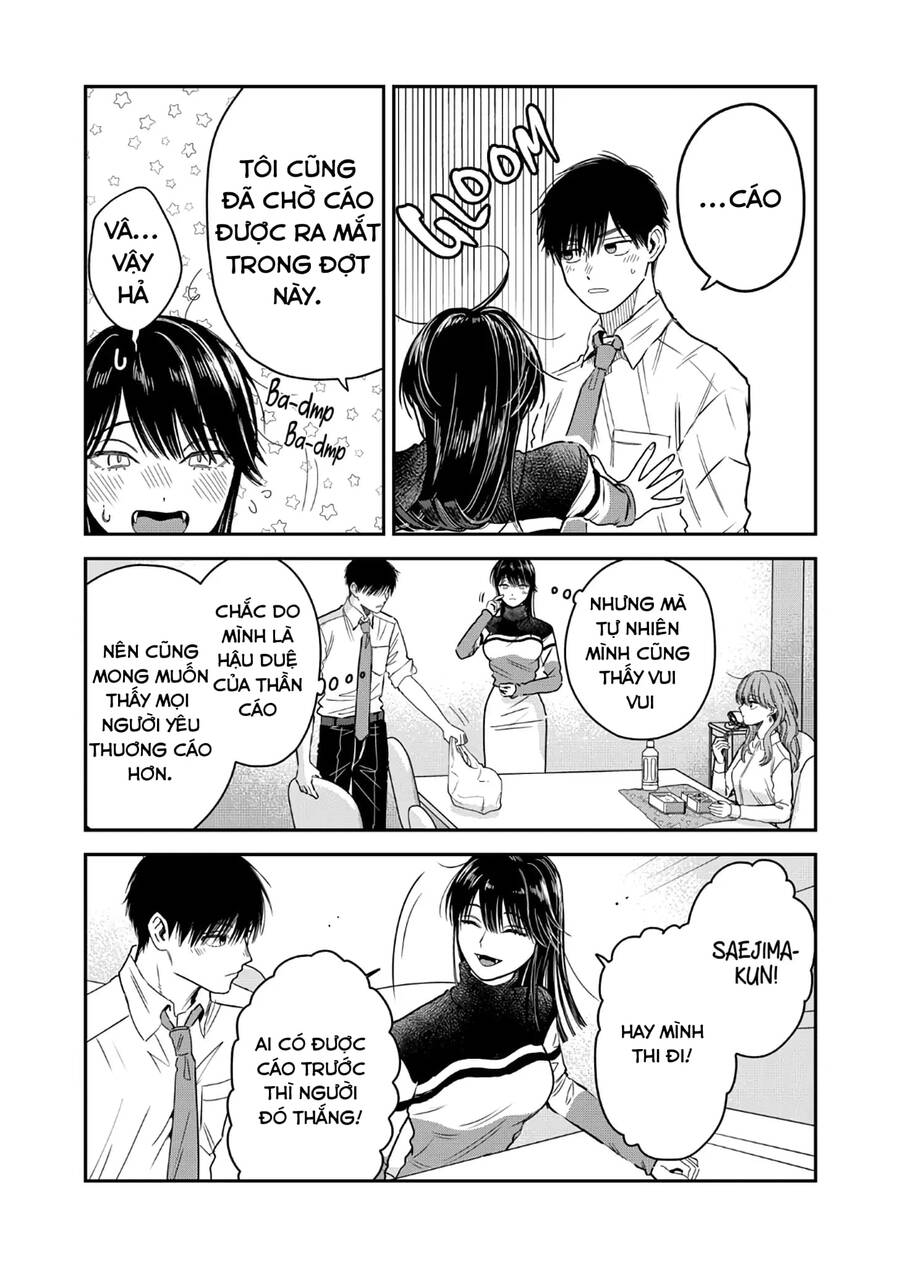 ...CÁO
GLOOM
TÔI CŨNG
ĐÃ CHỜ CÁO
ĐƯỢC RA MẮT
TRONG ĐỢT
NÀY.
VÂ...
VẬY
HẢ
Ba-dmp
Ba-dmp
NHƯNG MÀ
TỰ NHIÊN
MÌNH CŨNG
THẤY VUI
VUI
CHẮC DO
MÌNH LÀ
HẬU DUỆ
CỦA THẦN
CÁO
NÊN CŨNG
MONG MUỐN
THẤY MỌI
NGƯỜI YÊU
THUƠNG CÁO
HƠN.
SAEJIMA-
KUN!
HAY MÌNH
THI ĐI!
AI CÓ ĐƯỢC
CÁO TRƯỚC
THÌ NGƯỜI
ĐÓ THẮNG!